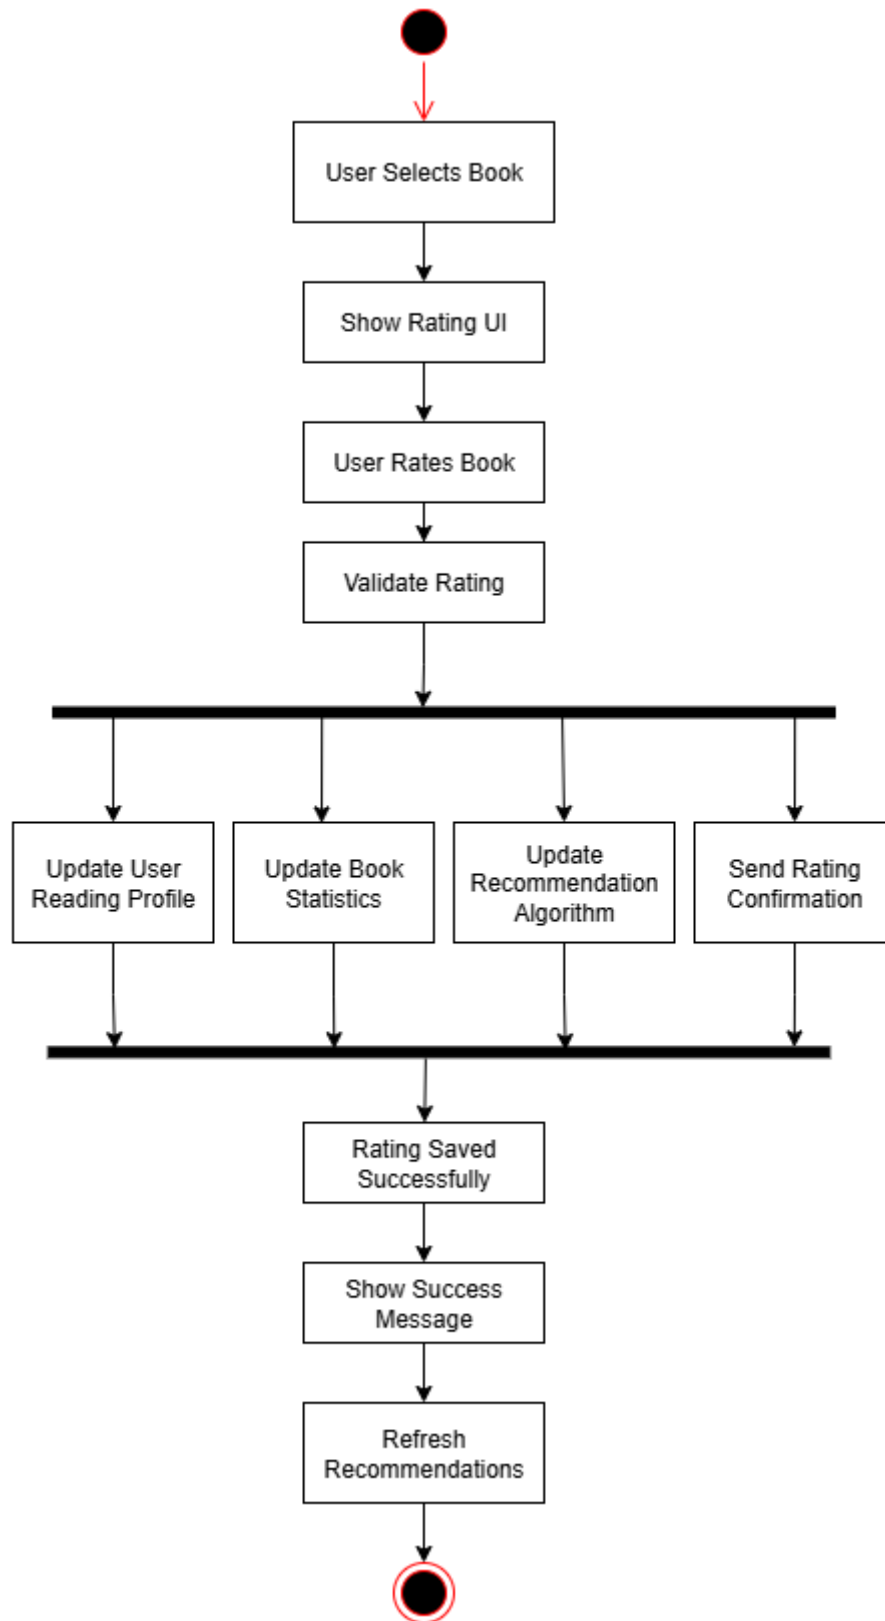 User Selects Book
Show Rating UI
User Rates Book
Validate Rating
Update User
Reading Profile
Update Book
Statistics
Update
Recommendation
Algorithm
Send Rating
Confirmation
Rating Saved
Successfully
Show Success
Message
Refresh
Recommendations